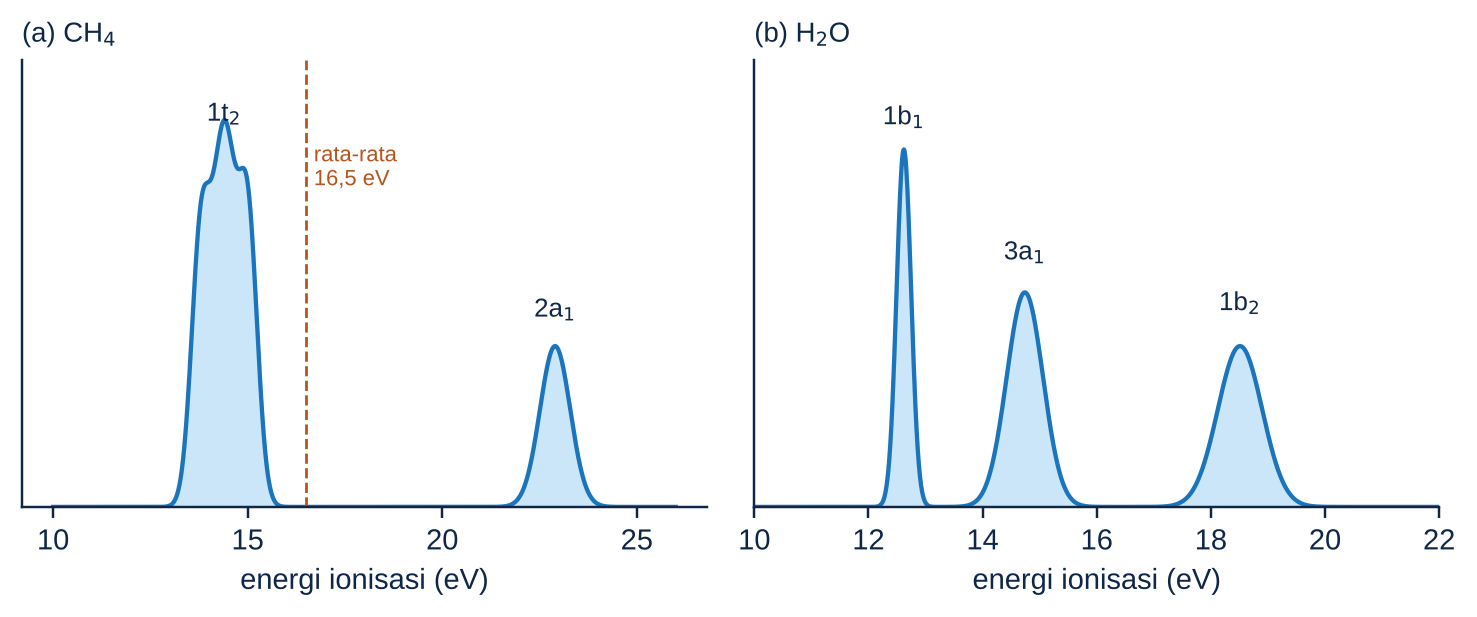 (a) CH₄
1t₂
rata-rata
16,5 eV
2a₁
10 15 20 25
energi ionisasi (eV)
(b) H₂O
1b₁
3a₁
1b₂
10 12 14 16 18 20 22
energi ionisasi (eV)